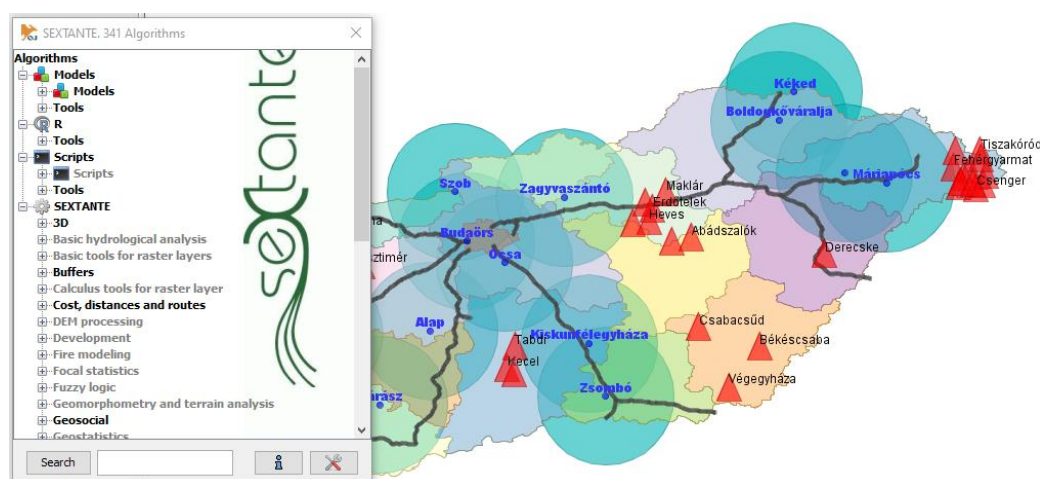 SEXTANTE. 341 Algorithms
Algorithms
Models
Models
Tools
R
Tools
Scripts
Scripts
Tools
SEXTANTE
3D
Basic hydrological analysis
Basic tools for raster layers
Buffers
Calculus tools for raster layer
Cost, distances and routes
DEM processing
Development
Fire modeling
Focal statistics
Fuzzy logic
Geomorphometry and terrain analysis
Geosocial
Geostatistics
Search
sextante
Kéked
Boldogkőváralja
Tiszakóród
Fehérgyarmat
Máriapócs
Csenger
Szob
Zagyvaszántó
Maklár
Erdőtelek
Heves
Budaörs
Abádszalók
Ócsa
Derecske
sztimér
Alap
Kiskunfélegyháza
Csabacsűd
Tabdi
Békéscsaba
Kecel
Zsombó
Végegyháza
arász